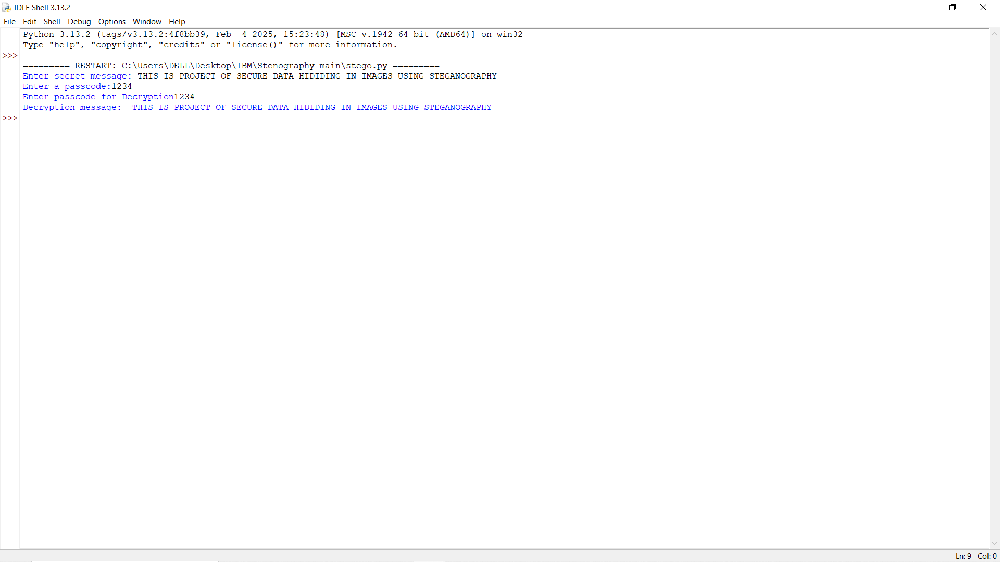 IDLE Shell 3.13.2
File Edit Shell Debug Options Window Help
Python 3.13.2 (tags/v3.13.2:4f8bb39, Feb  4 2025, 15:23:48) [MSC v.1942 64 bit (AMD64)] on win32
Type "help", "copyright", "credits" or "license()" for more information.
>>>
========= RESTART: C:\Users\DELL\Desktop\IBM\Stenography-main\stego.py =========
Enter secret message: THIS IS PROJECT OF SECURE DATA HIDIDING IN IMAGES USING STEGANOGRAPHY
Enter a passcode:1234
Enter passcode for Decryption1234
Decryption message:  THIS IS PROJECT OF SECURE DATA HIDIDING IN IMAGES USING STEGANOGRAPHY
>>>
Ln: 9 Col: 0